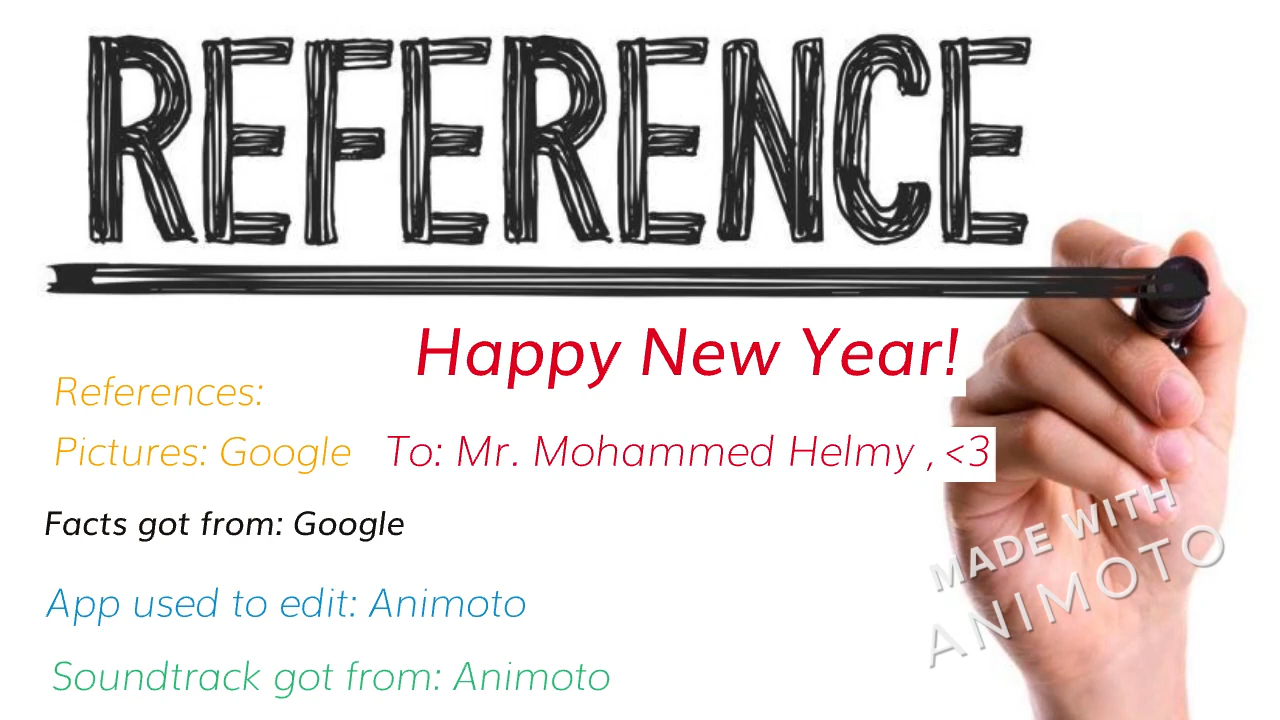 REFERENCE
Happy New Year!
References:
Pictures: Google
To: Mr. Mohammed Helmy , <3
Facts got from: Google
App used to edit: Animoto
Soundtrack got from: Animoto
MADE WITH
ANIMOTO